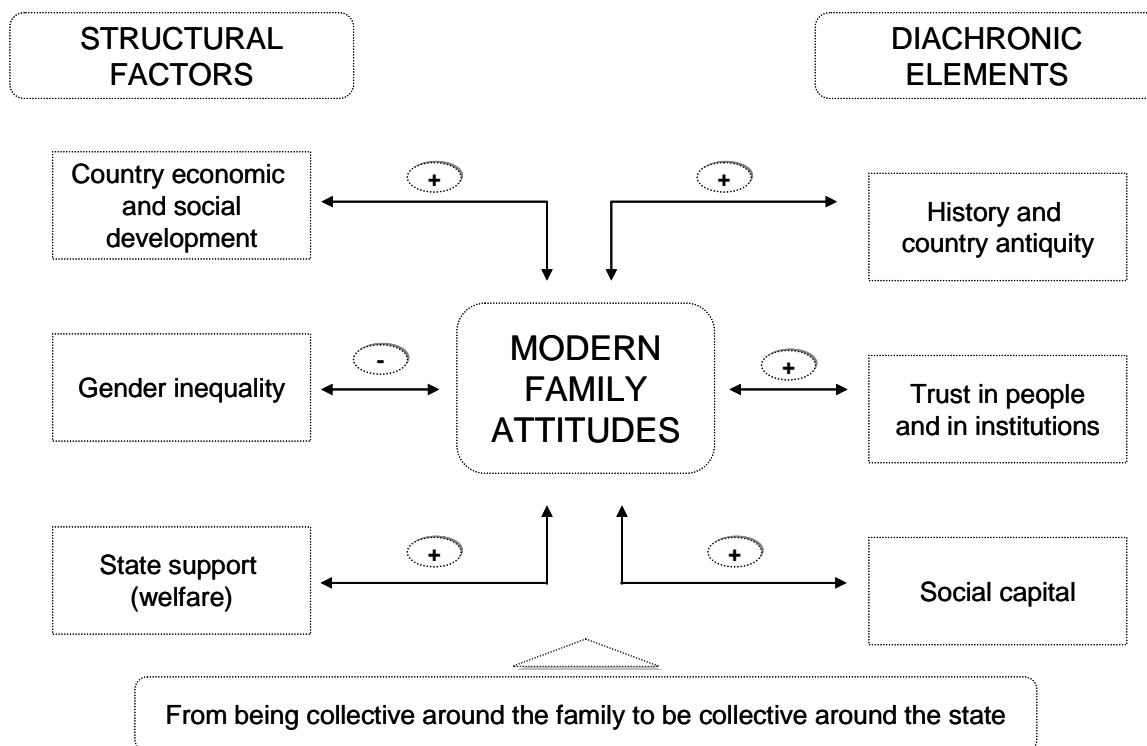 STRUCTURAL
FACTORS
DIACHRONIC
ELEMENTS
Country economic
and social
development
+
+
History and
country antiquity
Gender inequality
-
MODERN
FAMILY
ATTITUDES
+
Trust in people
and in institutions
State support
(welfare)
+
+
Social capital
From being collective around the family to be collective around the state